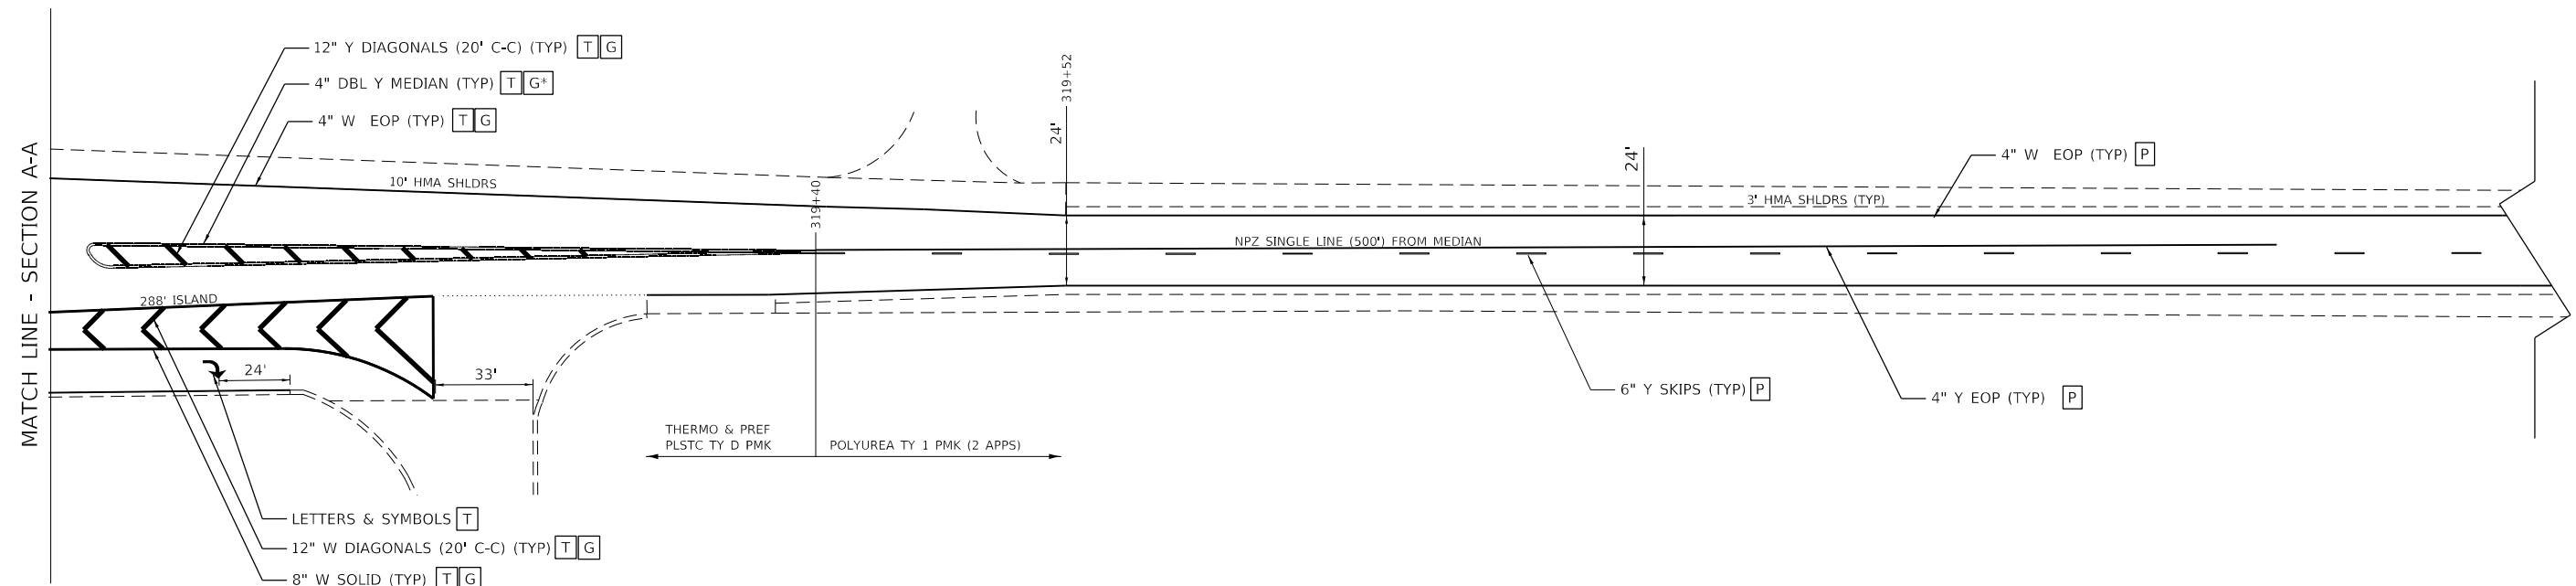 12" Y DIAGONALS (20' C-C) (TYP) T G
4" DBL Y MEDIAN (TYP) T G*
4" W EOP (TYP) T G
MATCH LINE - SECTION A-A
10' HMA SHLDRS
319+40
319+52
24'
24'
4" W EOP (TYP) P
3' HMA SHLDRS (TYP)
NPZ SINGLE LINE (500') FROM MEDIAN
288' ISLAND
24'
33'
6" Y SKIPS (TYP) P
4" Y EOP (TYP) P
THERMO & PREF
PLSTC TY D PMK
POLYUREA TY 1 PMK (2 APPS)
LETTERS & SYMBOLS T
12" W DIAGONALS (20' C-C) (TYP) T G
8" W SOLID (TYP) T G